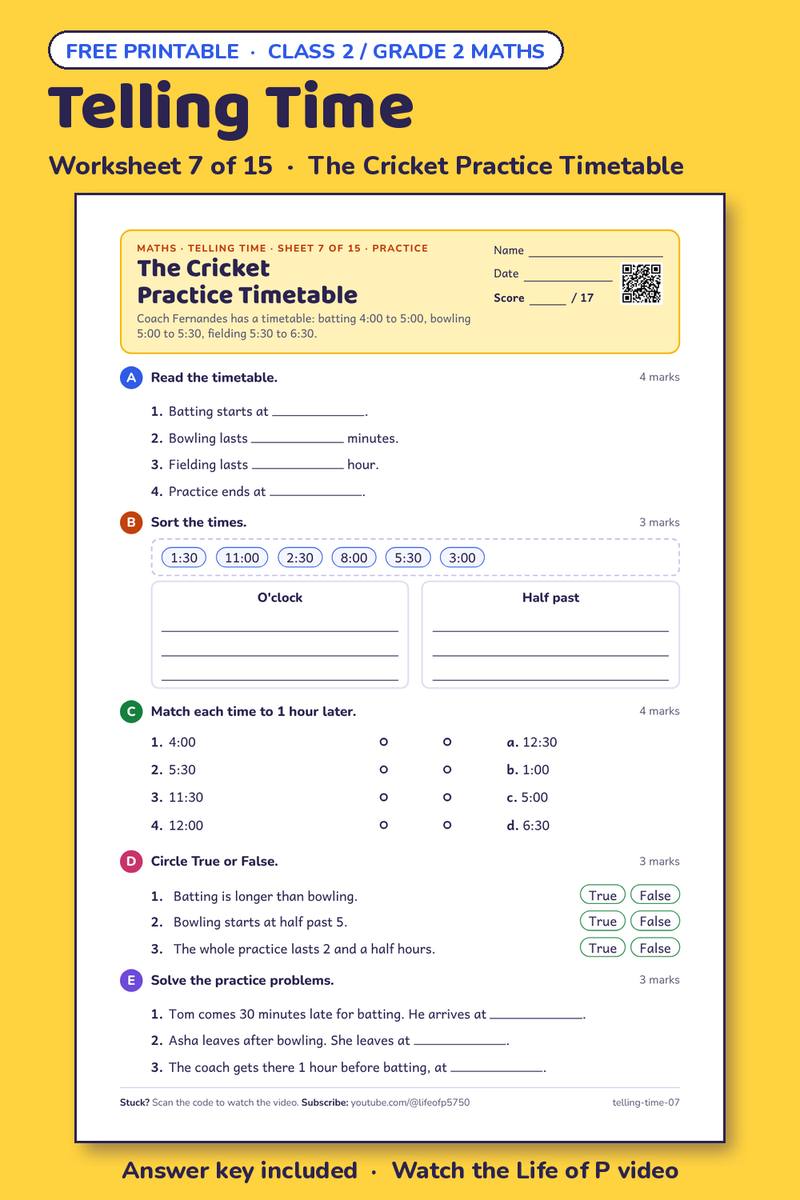 FREE PRINTABLE · CLASS 2 / GRADE 2 MATHS
Telling Time
Worksheet 7 of 15 · The Cricket Practice Timetable
MATHS · TELLING TIME · SHEET 7 OF 15 · PRACTICE
The Cricket
Practice Timetable
Coach Fernandes has a timetable: batting 4:00 to 5:00, bowling
5:00 to 5:30, fielding 5:30 to 6:30.
Name ____________
Date ____________
Score ______ / 17
A Read the timetable. 4 marks
1. Batting starts at ____________.
2. Bowling lasts ____________ minutes.
3. Fielding lasts ____________ hour.
4. Practice ends at ____________.
B Sort the times. 3 marks
1:30 11:00 2:30 8:00 5:30 3:00
O'clock Half past
C Match each time to 1 hour later. 4 marks
1. 4:00 a. 12:30
2. 5:30 b. 1:00
3. 11:30 c. 5:00
4. 12:00 d. 6:30
D Circle True or False. 3 marks
1. Batting is longer than bowling. True False
2. Bowling starts at half past 5. True False
3. The whole practice lasts 2 and a half hours. True False
E Solve the practice problems. 3 marks
1. Tom comes 30 minutes late for batting. He arrives at ____________.
2. Asha leaves after bowling. She leaves at ____________.
3. The coach gets there 1 hour before batting, at ____________.
Stuck? Scan the code to watch the video. Subscribe: youtube.com/@lifeofp5750 telling-time-07
Answer key included · Watch the Life of P video